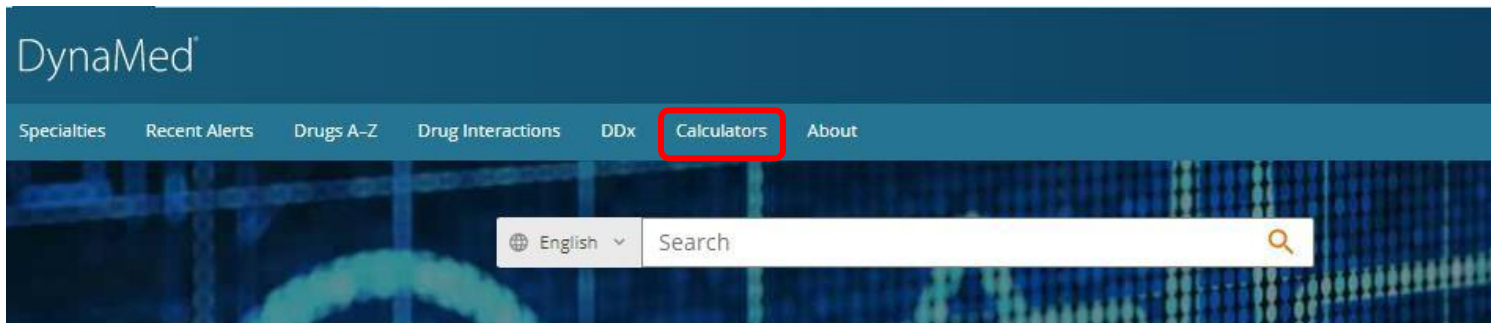 DynaMed
Specialties Recent Alerts Drugs A–Z Drug Interactions DDx Calculators About
English Search